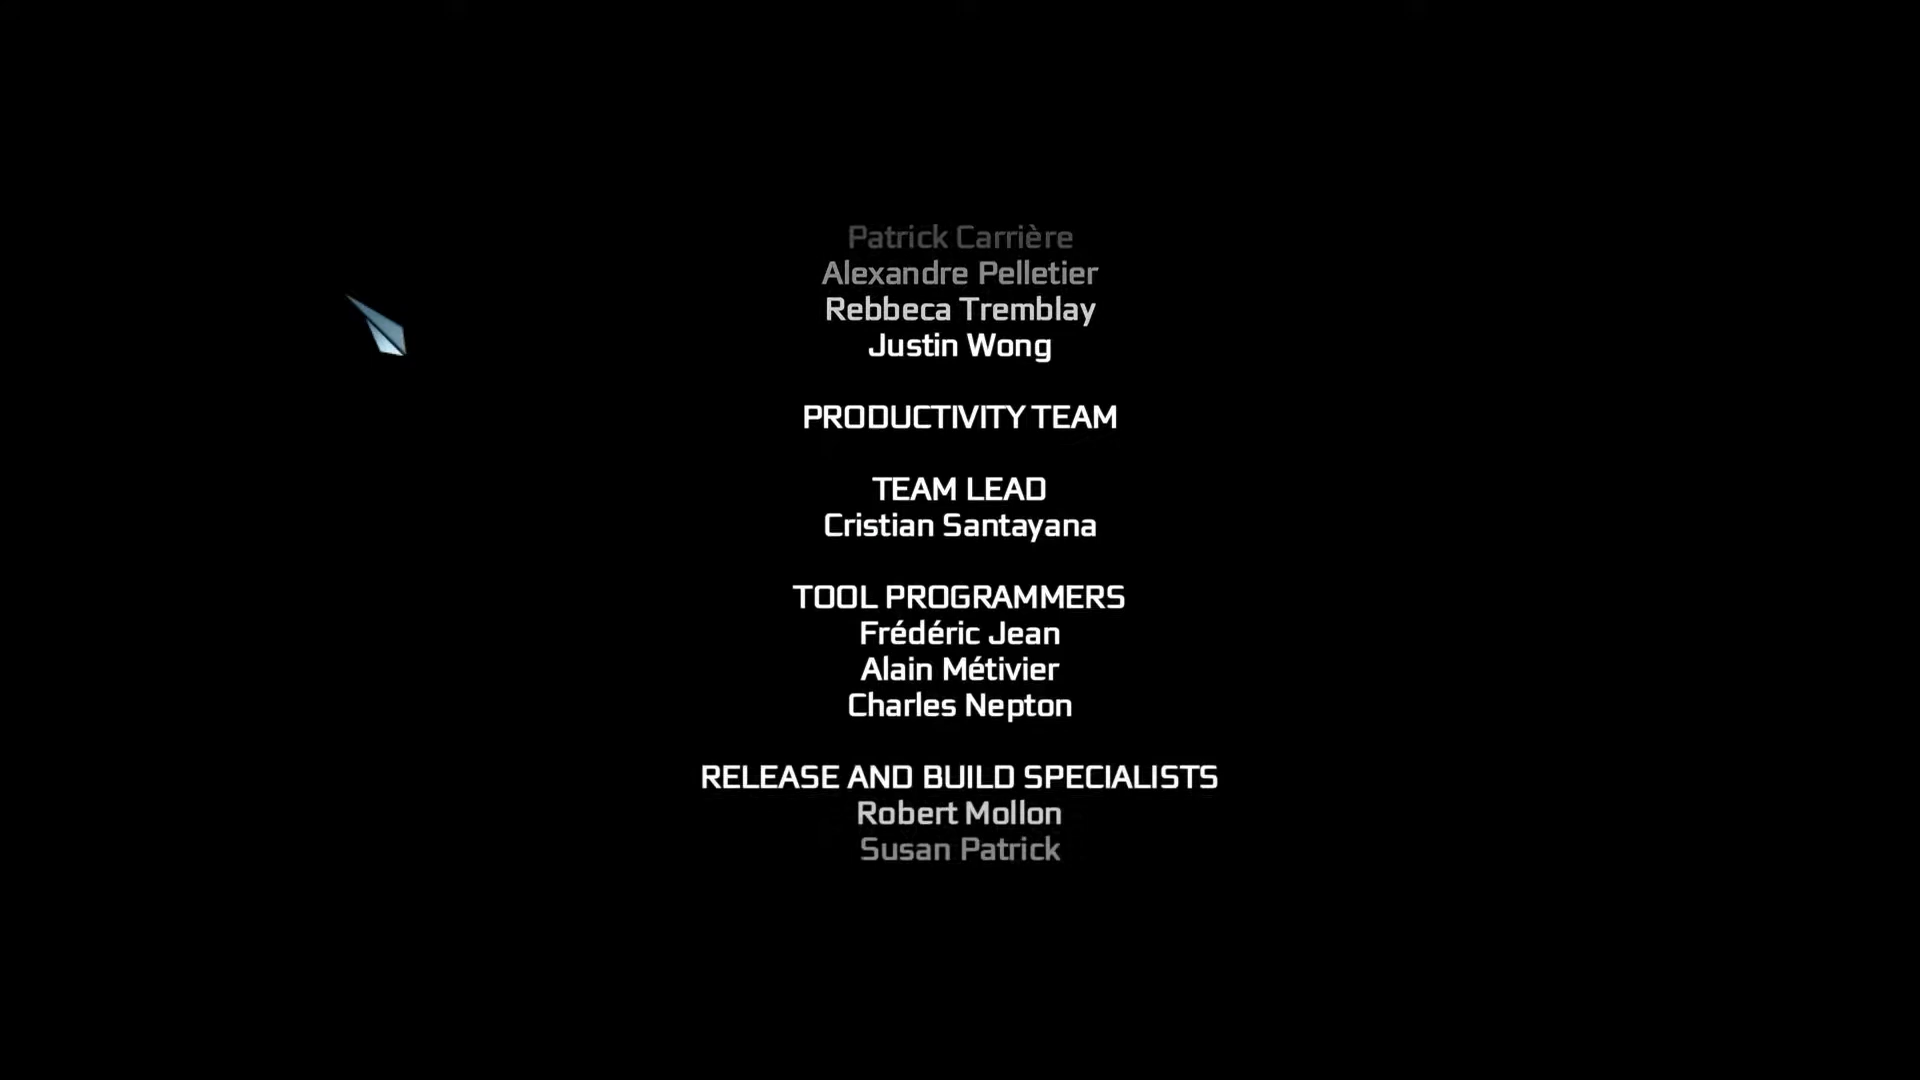 Patrick Carrière
Alexandre Pelletier
Rebbeca Tremblay
Justin Wong
PRODUCTIVITY TEAM
TEAM LEAD
Cristian Santayana
TOOL PROGRAMMERS
Frédéric Jean
Alain Métivier
Charles Nepton
RELEASE AND BUILD SPECIALISTS
Robert Mollon
Susan Patrick